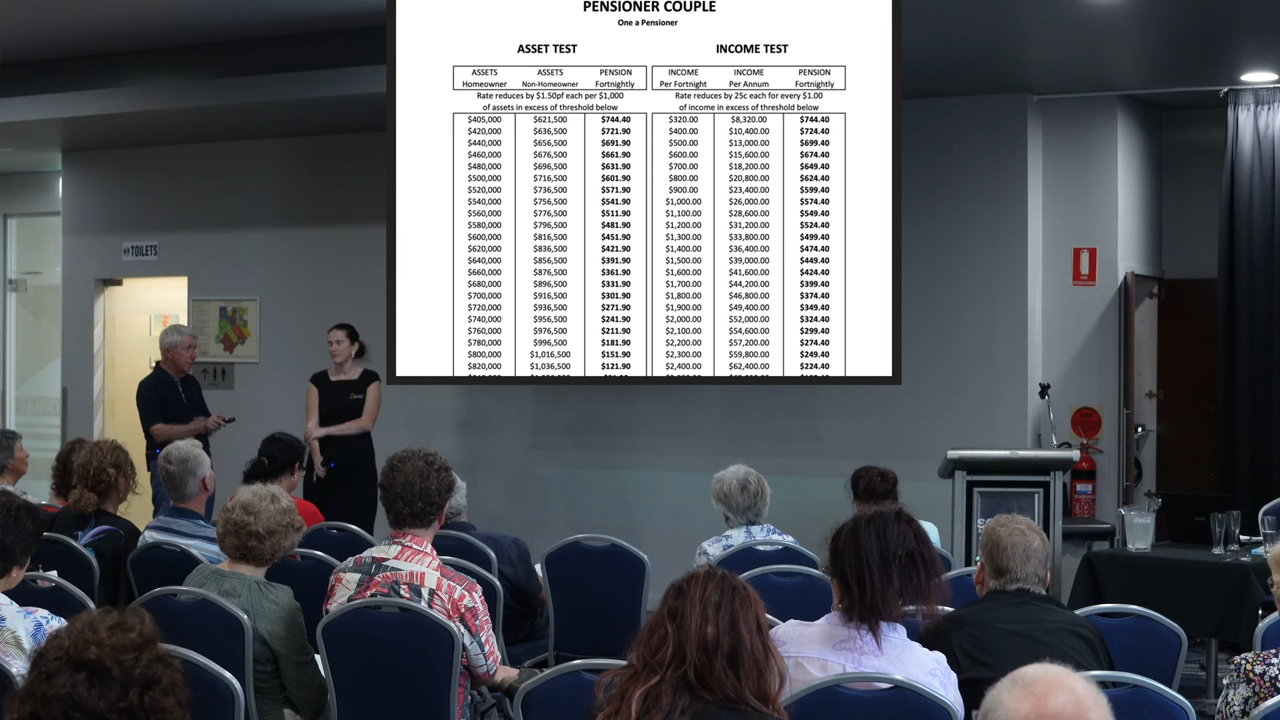 PENSIONER COUPLE
One a Pensioner
ASSET TEST INCOME TEST
ASSETS ASSETS PENSION INCOME INCOME PENSION
Homeowner Non-Homeowner Fortnightly Per Fortnight Per Annum Fortnightly
Rate reduces by $1.50pf each per $1,000 Rate reduces by 25c each for every $1.00
of assets in excess of threshold below of income in excess of threshold below
$405,000 $621,500 $744.40 $320.00 $8,320.00 $744.40
$420,000 $636,500 $721.90 $400.00 $10,400.00 $724.40
$440,000 $656,500 $691.90 $500.00 $13,000.00 $699.40
$460,000 $676,500 $661.90 $600.00 $15,600.00 $674.40
$480,000 $696,500 $631.90 $700.00 $18,200.00 $649.40
$500,000 $716,500 $601.90 $800.00 $20,800.00 $624.40
$520,000 $736,500 $571.90 $900.00 $23,400.00 $599.40
$540,000 $756,500 $541.90 $1,000.00 $26,000.00 $574.40
$560,000 $776,500 $511.90 $1,100.00 $28,600.00 $549.40
$580,000 $796,500 $481.90 $1,200.00 $31,200.00 $524.40
$600,000 $816,500 $451.90 $1,300.00 $33,800.00 $499.40
$620,000 $836,500 $421.90 $1,400.00 $36,400.00 $474.40
$640,000 $856,500 $391.90 $1,500.00 $39,000.00 $449.40
$660,000 $876,500 $361.90 $1,600.00 $41,600.00 $424.40
$680,000 $896,500 $331.90 $1,700.00 $44,200.00 $399.40
$700,000 $916,500 $301.90 $1,800.00 $46,800.00 $374.40
$720,000 $936,500 $271.90 $1,900.00 $49,400.00 $349.40
$740,000 $956,500 $241.90 $2,000.00 $52,000.00 $324.40
$760,000 $976,500 $211.90 $2,100.00 $54,600.00 $299.40
$780,000 $996,500 $181.90 $2,200.00 $57,200.00 $274.40
$800,000 $1,016,500 $151.90 $2,300.00 $59,800.00 $249.40
$820,000 $1,036,500 $121.90 $2,400.00 $62,400.00 $224.40
TOILETS